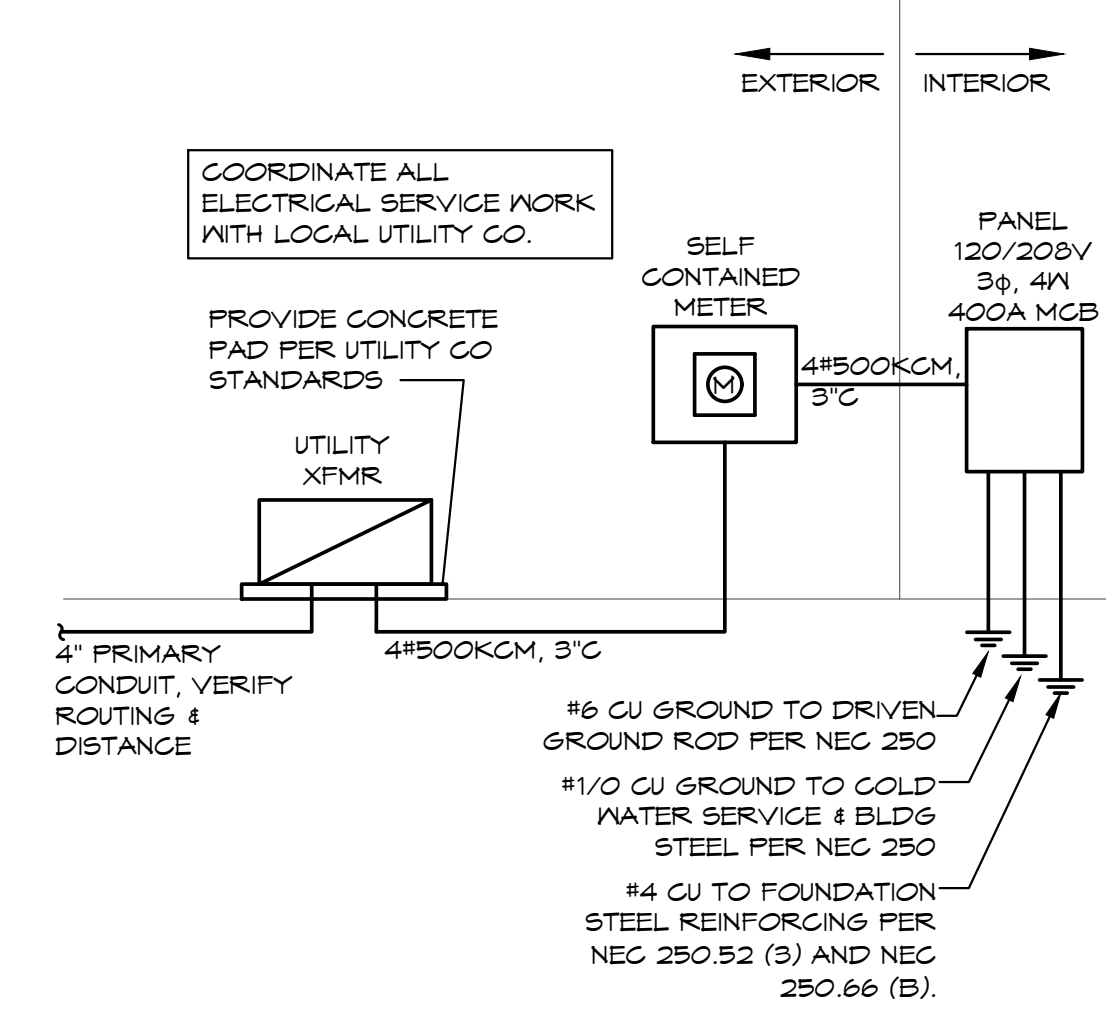 EXTERIOR
INTERIOR
COORDINATE ALL
ELECTRICAL SERVICE WORK
WITH LOCAL UTILITY CO.
PANEL
120/208V
3ϕ, 4W
400A MCB
SELF
CONTAINED
METER
PROVIDE CONCRETE
PAD PER UTILITY CO
STANDARDS
M
4#500KCM,
3"C
UTILITY
XFMR
4#500KCM, 3"C
4" PRIMARY
CONDUIT, VERIFY
ROUTING &
DISTANCE
#6 CU GROUND TO DRIVEN
GROUND ROD PER NEC 250
#1/0 CU GROUND TO COLD
WATER SERVICE & BLDG
STEEL PER NEC 250
#4 CU TO FOUNDATION
STEEL REINFORCING PER
NEC 250.52 (3) AND NEC
250.66 (B).